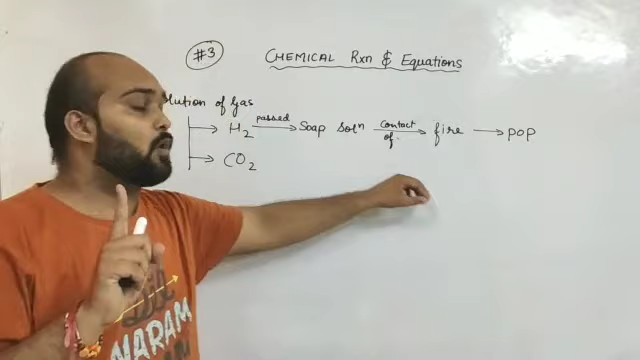 #3
CHEMICAL Rxn & Equations
lution of gas
H2 passed Soap soln contact of fire pop
CO2
NARAM